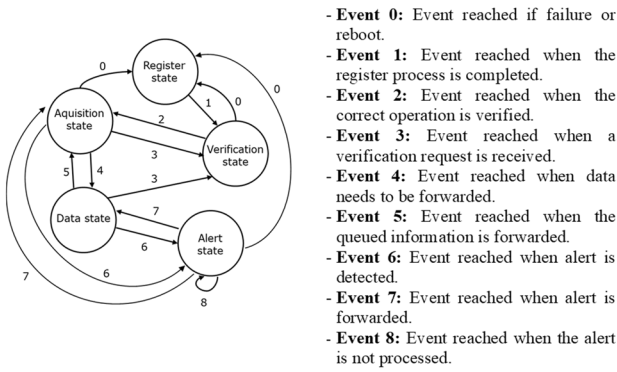 Register
state
0
0
Aquisition
state
1
0
2
3
Verification
state
5
4
3
Data state
7
6
Alert
state
7
6
8
- Event 0: Event reached if failure or
reboot.
- Event 1: Event reached when the
register process is completed.
- Event 2: Event reached when the
correct operation is verified.
- Event 3: Event reached when a
verification request is received.
- Event 4: Event reached when data
needs to be forwarded.
- Event 5: Event reached when the
queued information is forwarded.
- Event 6: Event reached when alert is
detected.
- Event 7: Event reached when alert is
forwarded.
- Event 8: Event reached when the alert
is not processed.